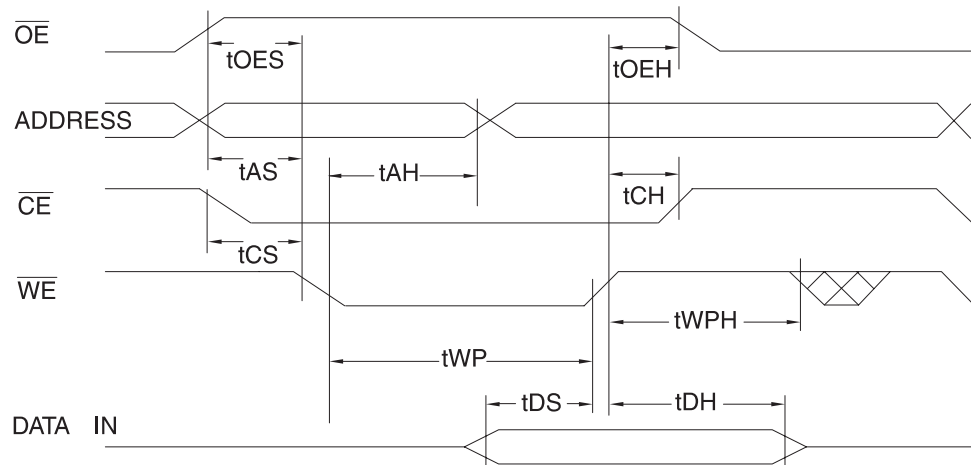 OE
tOES
tOEH
ADDRESS
tAS
tAH
tCH
CE
tCS
WE
tWPH
tWP
tDS
tDH
DATA IN